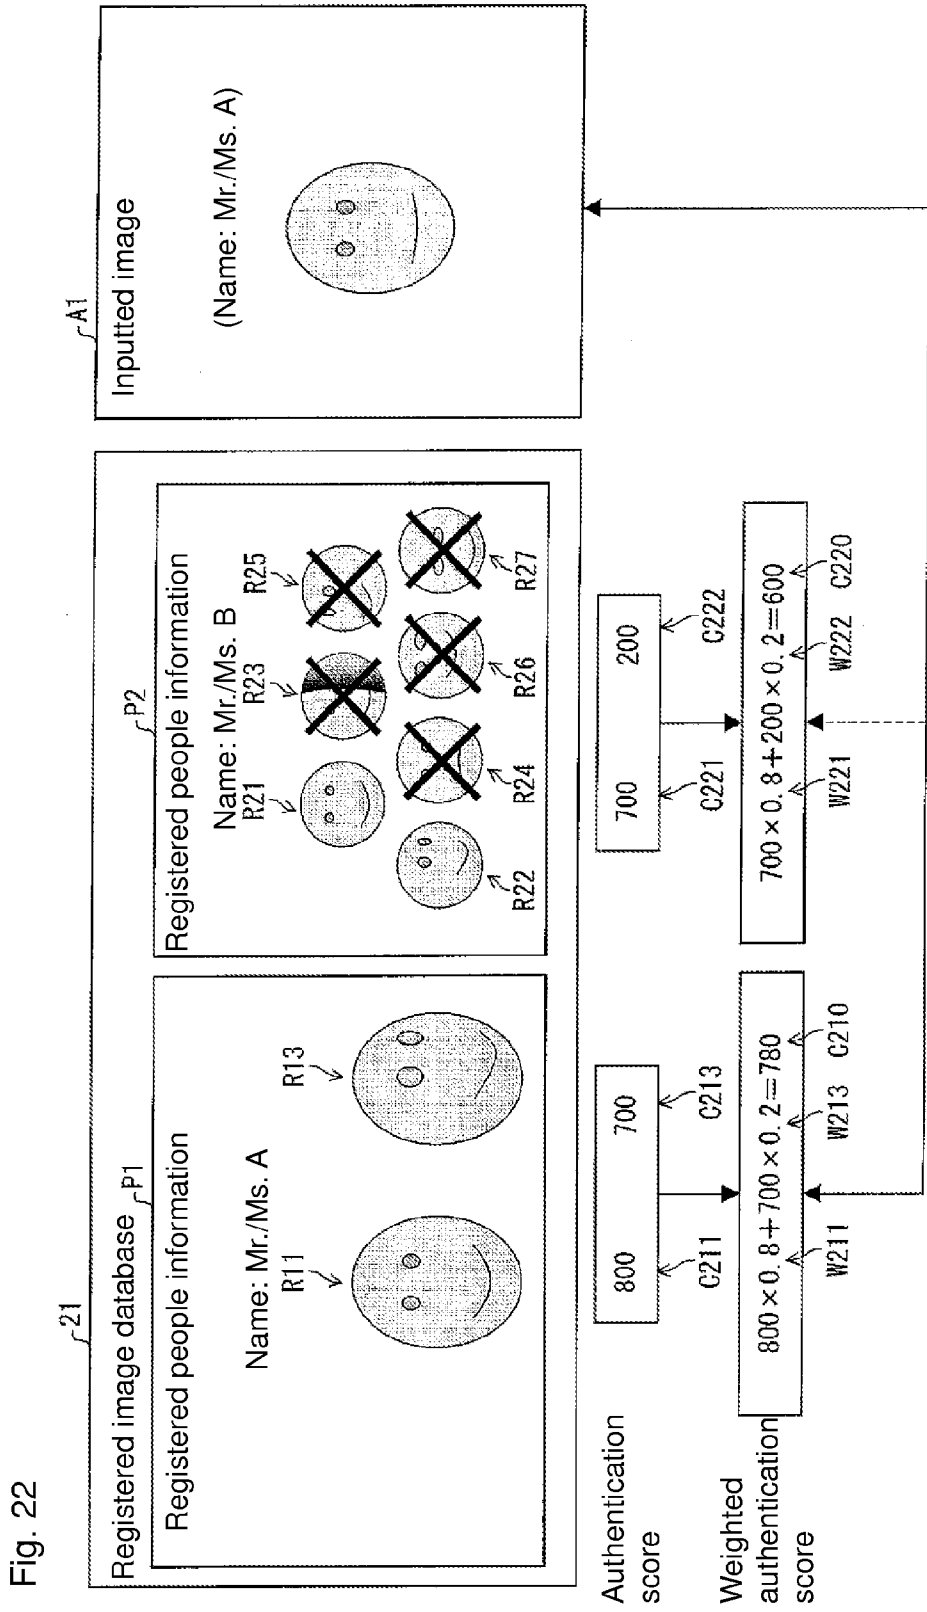 Fig. 22
21
Registered image database
P1
Registered people information
Name: Mr./Ms. A
R11
R13
P2
Registered people information
Name: Mr./Ms. B
R21
R23
R25
R22
R24
R26
R27
A1
Inputted image
(Name: Mr./Ms. A)
Authentication
score
800 700
C211
C213
700 200
C221
C222
Weighted
authentication
score
800×0.8+700×0.2=780
W211
W213
C210
700×0.8+200×0.2=600
W221
W222
C220